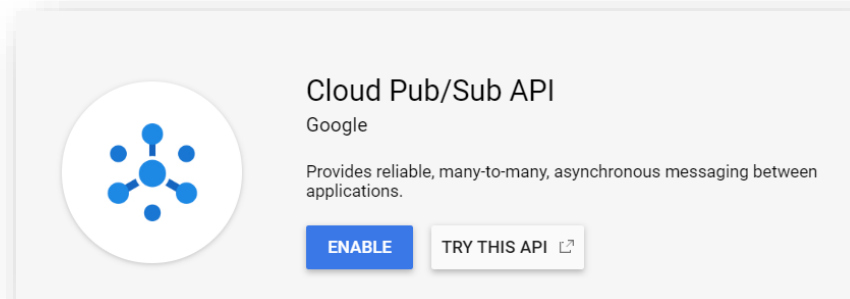 Cloud Pub/Sub API
Google
Provides reliable, many-to-many, asynchronous messaging between
applications.
ENABLE
TRY THIS API